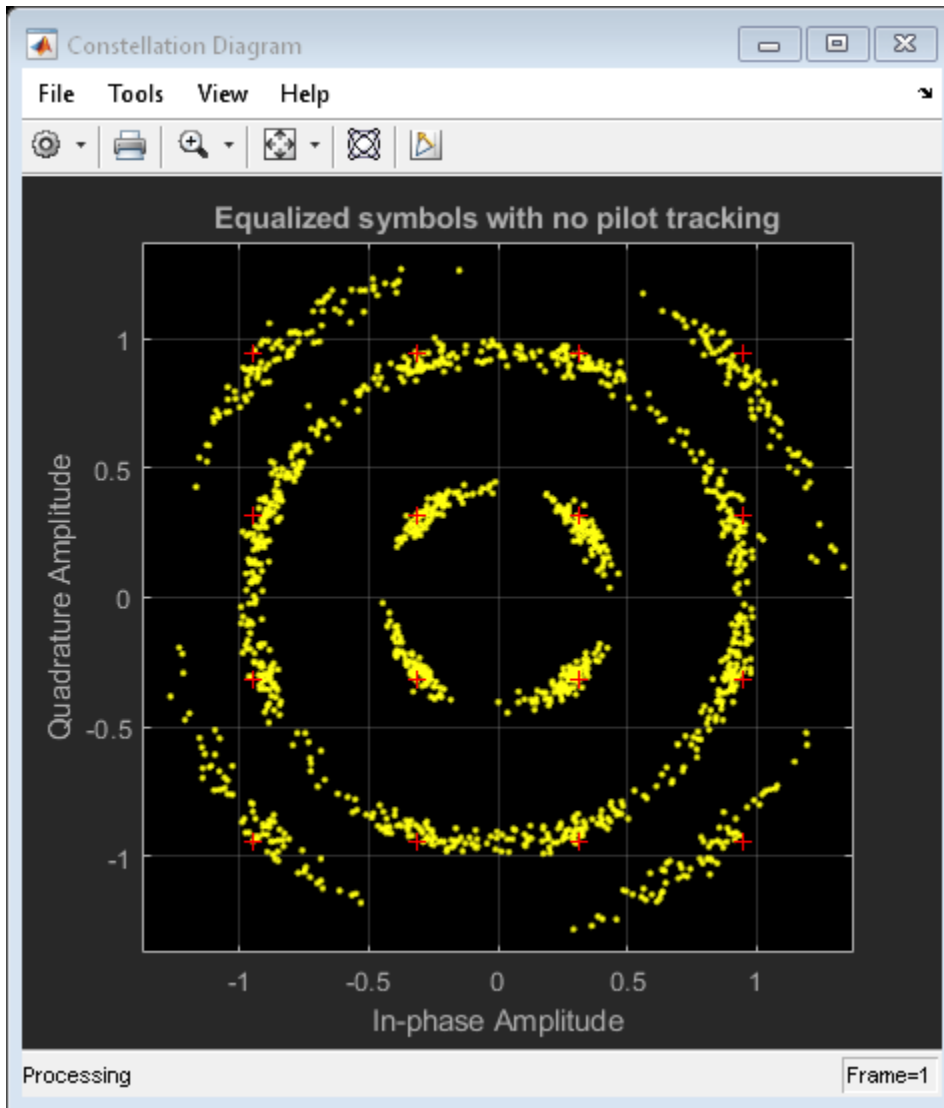 Constellation Diagram
File Tools View Help
Equalized symbols with no pilot tracking
1
0.5
0
-0.5
-1
Quadrature Amplitude
-1 -0.5 0 0.5 1
In-phase Amplitude
Processing Frame=1